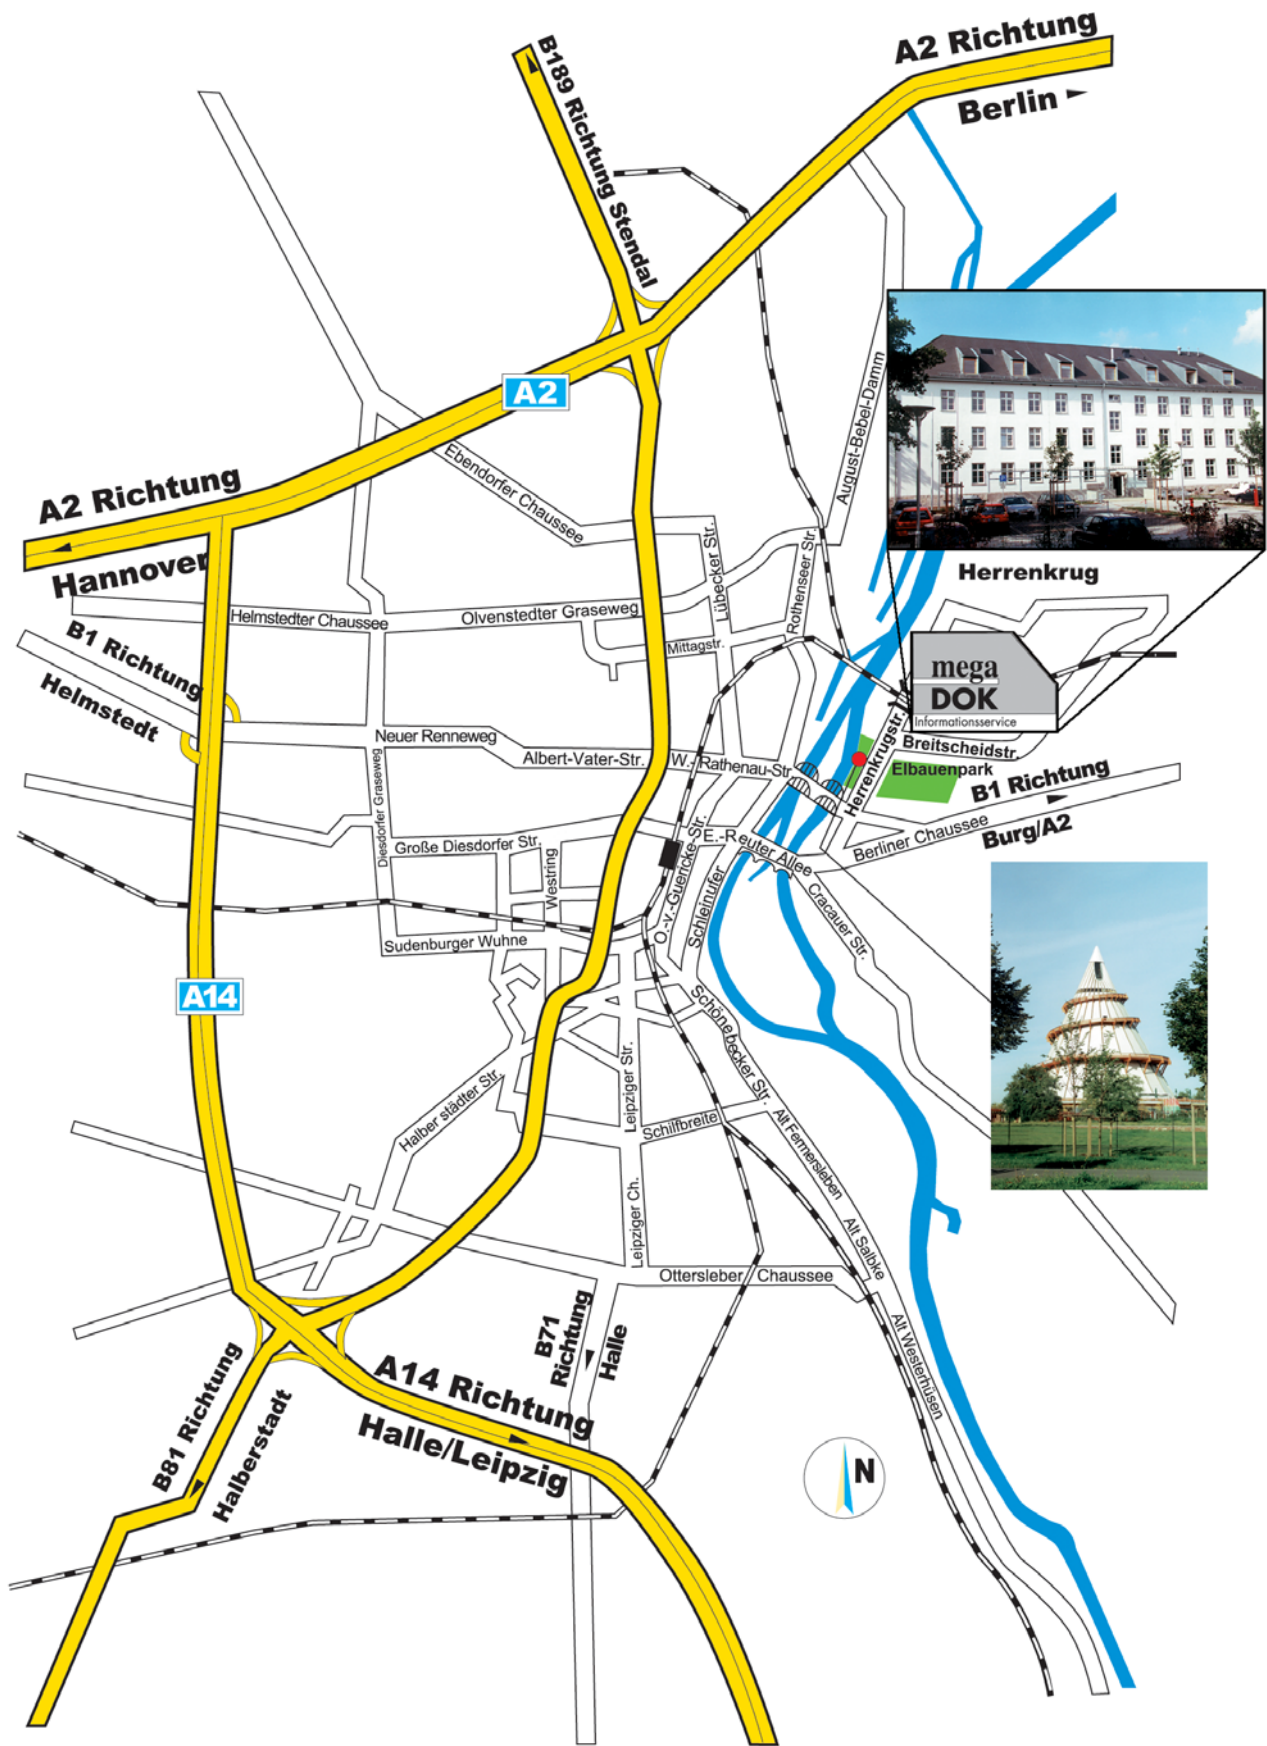 A2 Richtung
Berlin
B189 Richtung Stendal
August-Bebel-Damm
A2
Ebendorfer Chaussee
A2 Richtung
Hannover
Herrenkrug
Lübecker Str.
Rothenseer Str.
Helmstedter Chaussee
Olvenstedter Graseweg
Mittagstr.
B1 Richtung
Helmstedt
mega
DOK
Informationsservice
Neuer Renneweg
Albert-Vater-Str.
W.-Rathenau-Str.
Herrenkrugstr.
Breitscheidstr.
Elbauenpark
B1 Richtung
Burg/A2
Berliner Chaussee
Diesdorfer Graseweg
Große Diesdorfer Str.
Westring
E.-Reuter Allee
O.-v.-Guericke-Str.
Schleinufer
Cracauer Str.
Sudenburger Wuhne
A14
Schönebecker Str.
Leipziger Str.
Halber städter Str.
Schilfbreite
Alt Fermersleben
Leipziger Ch.
Alt Salbke
Ottersleber Chaussee
B71
Richtung
Halle
Alt Westerhüsen
B81 Richtung
Halberstadt
A14 Richtung
Halle/Leipzig
N